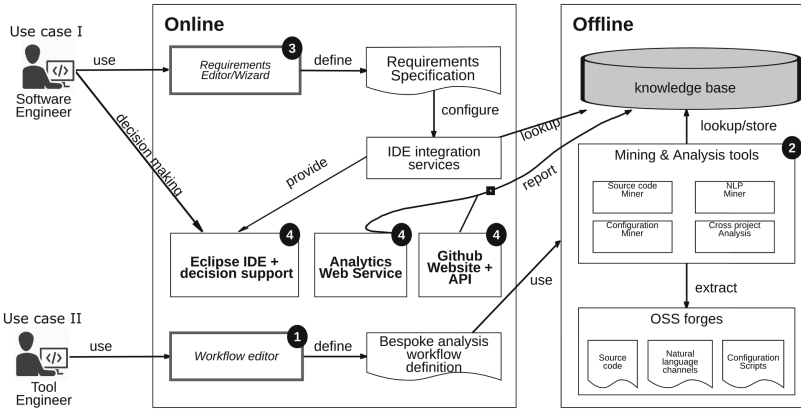 Online
Offline
Use case I
</>
Software
Engineer
use
Requirements
Editor/Wizard
3
define
Requirements
Specification
configure
IDE integration
services
lookup
provide
decision making
report
Eclipse IDE +
decision support
4
Analytics
Web Service
4
Github
Website +
API
4
Use case II
</>
Tool
Engineer
use
Workflow editor
1
define
Bespoke analysis
workflow
definition
use
knowledge base
lookup/store
Mining & Analysis tools
2
Source code
Miner
NLP
Miner
Configuration
Miner
Cross project
Analysis
extract
OSS forges
Source
code
Natural
language
channels
Configuration
Scripts